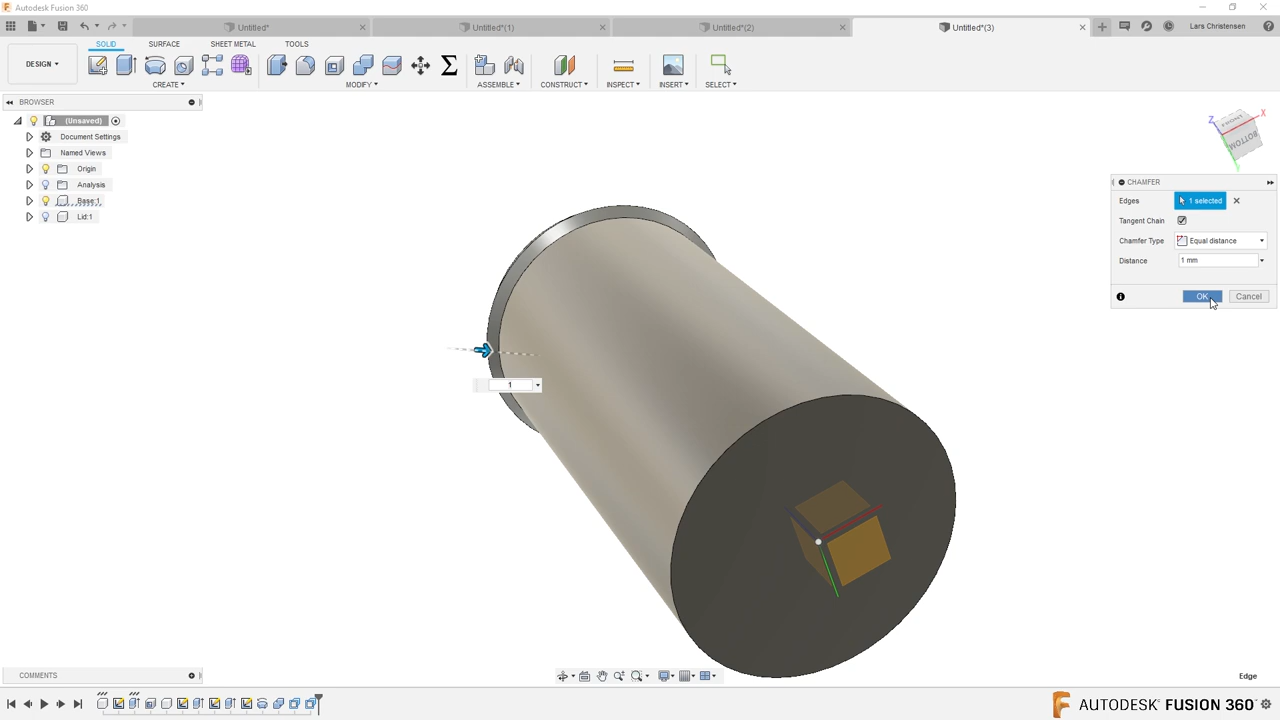 Autodesk Fusion 360
Untitled*
Untitled*(1)
Untitled*(2)
Untitled*(3)
Lars Christensen
SOLID
SURFACE
SHEET METAL
TOOLS
DESIGN
CREATE
MODIFY
ASSEMBLE
CONSTRUCT
INSPECT
INSERT
SELECT
BROWSER
(Unsaved)
Document Settings
Named Views
Origin
Analysis
Base:1
Lid:1
Z
X
FRONT
BOTTOM
Y
CHAMFER
Edges
1 selected
Tangent Chain
Chamfer Type
Equal distance
Distance
1 mm
OK
Cancel
1
COMMENTS
Edge
AUTODESK FUSION 360